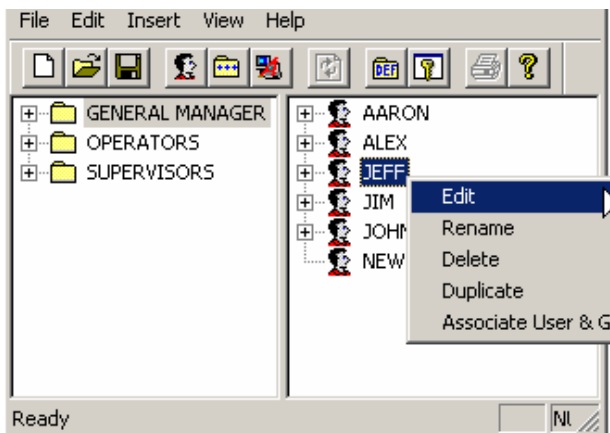 File Edit Insert View Help
DEF
GENERAL MANAGER
OPERATORS
SUPERVISORS
AARON
ALEX
JEFF
JIM
JOHN
NEW
Edit
Rename
Delete
Duplicate
Associate User & G
Ready